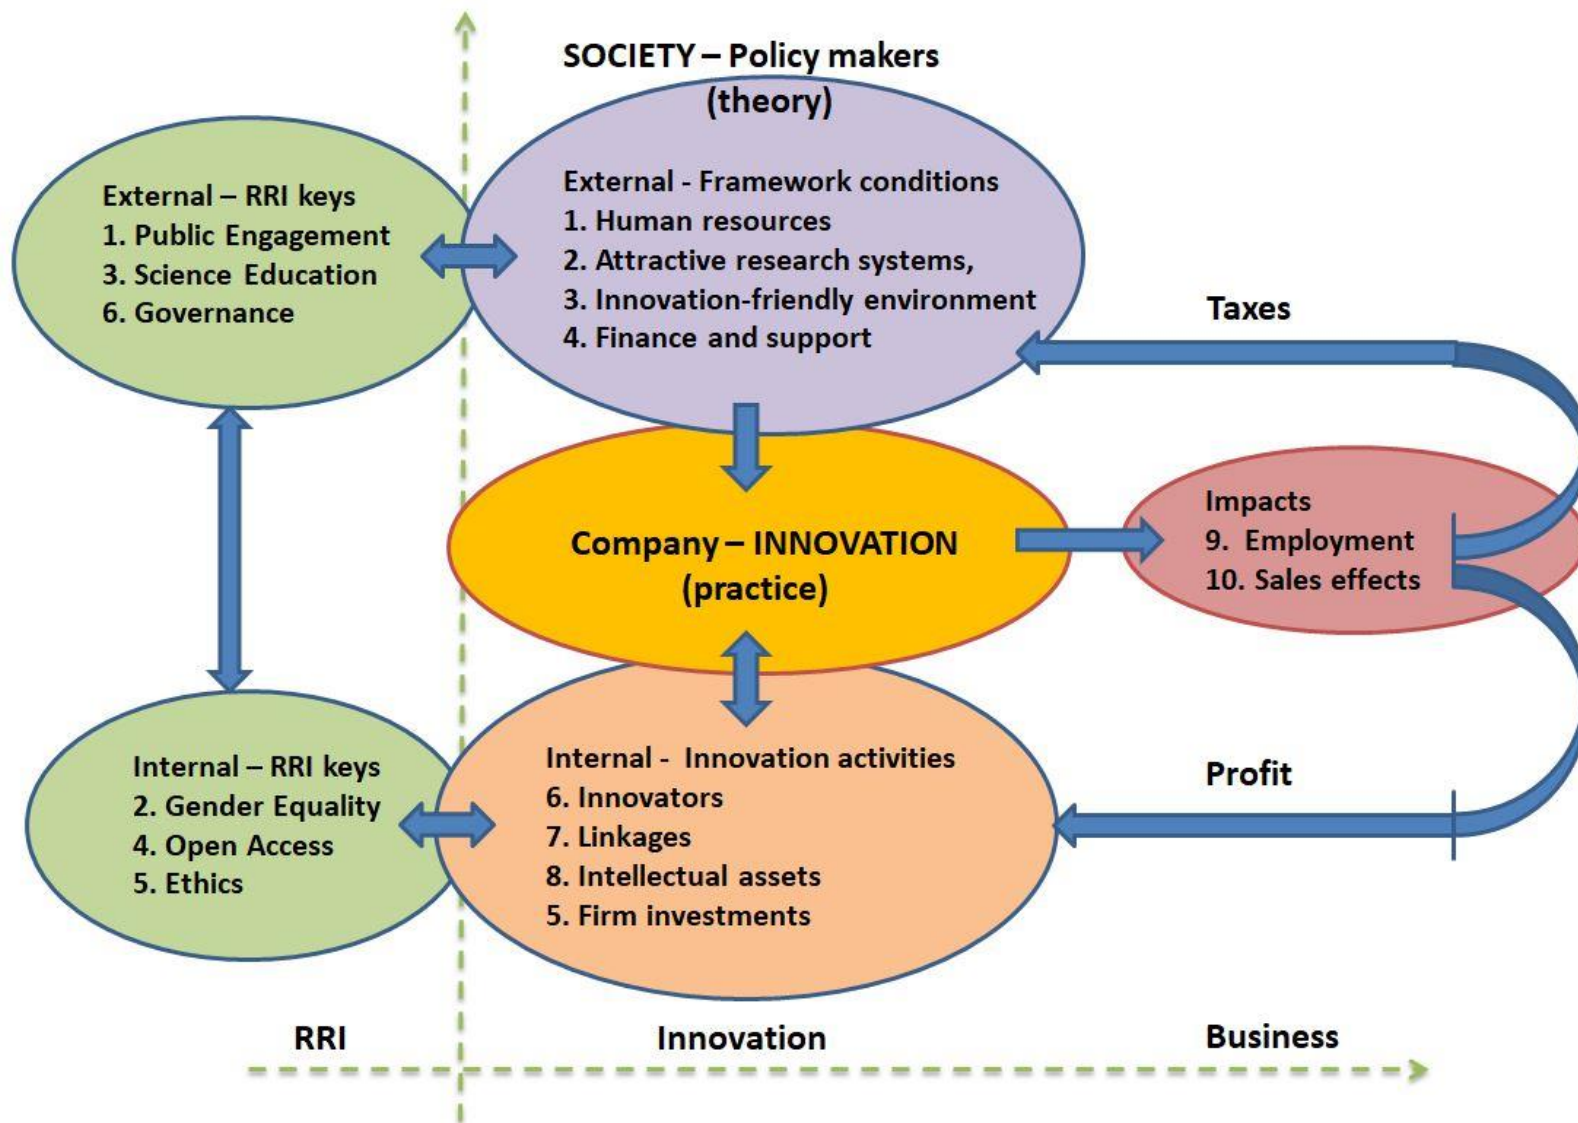 SOCIETY – Policy makers
(theory)
External – RRI keys
1. Public Engagement
3. Science Education
6. Governance
External - Framework conditions
1. Human resources
2. Attractive research systems,
3. Innovation-friendly environment
4. Finance and support
Taxes
Company – INNOVATION
(practice)
Impacts
9. Employment
10. Sales effects
Internal – RRI keys
2. Gender Equality
4. Open Access
5. Ethics
Internal - Innovation activities
6. Innovators
7. Linkages
8. Intellectual assets
5. Firm investments
Profit
RRI
Innovation
Business